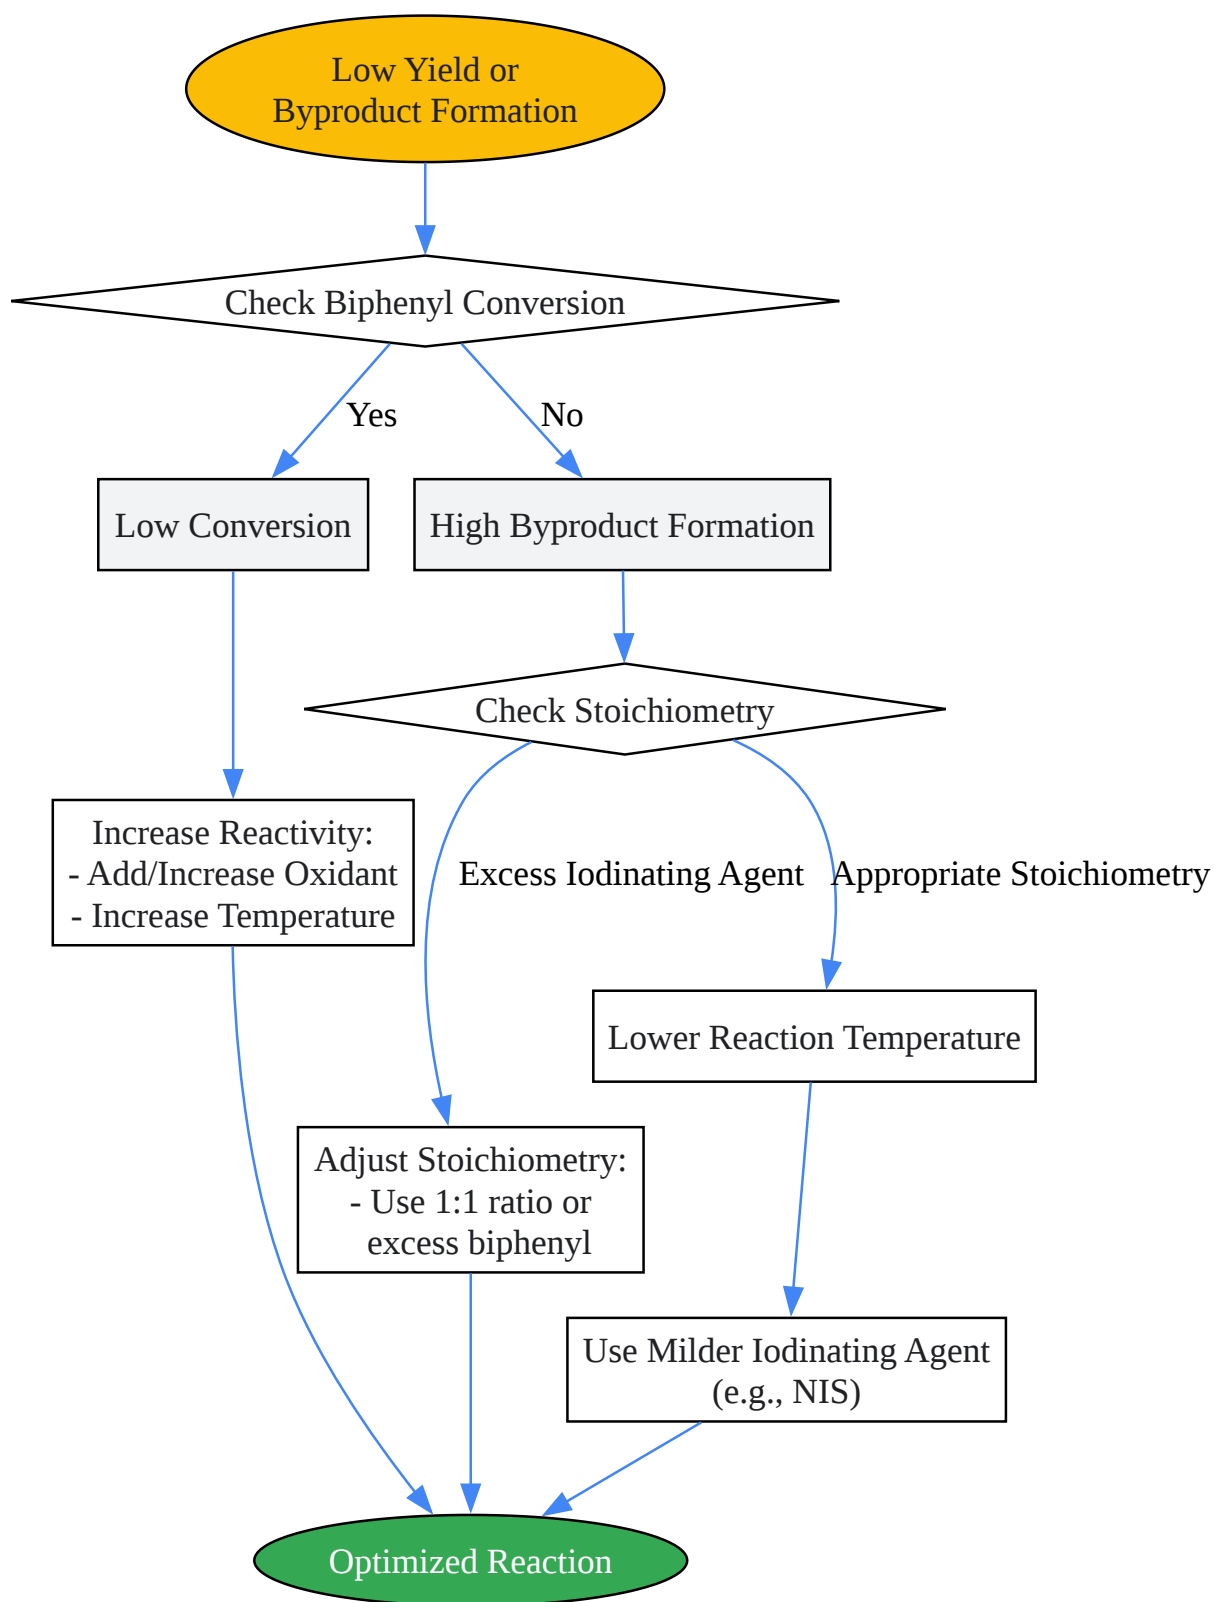 Low Yield or
Byproduct Formation
Check Biphenyl Conversion
Yes
No
Low Conversion
High Byproduct Formation
Check Stoichiometry
Increase Reactivity:
- Add/Increase Oxidant
- Increase Temperature
Excess Iodinating Agent
Appropriate Stoichiometry
Lower Reaction Temperature
Adjust Stoichiometry:
- Use 1:1 ratio or
excess biphenyl
Use Milder Iodinating Agent
(e.g., NIS)
Optimized Reaction